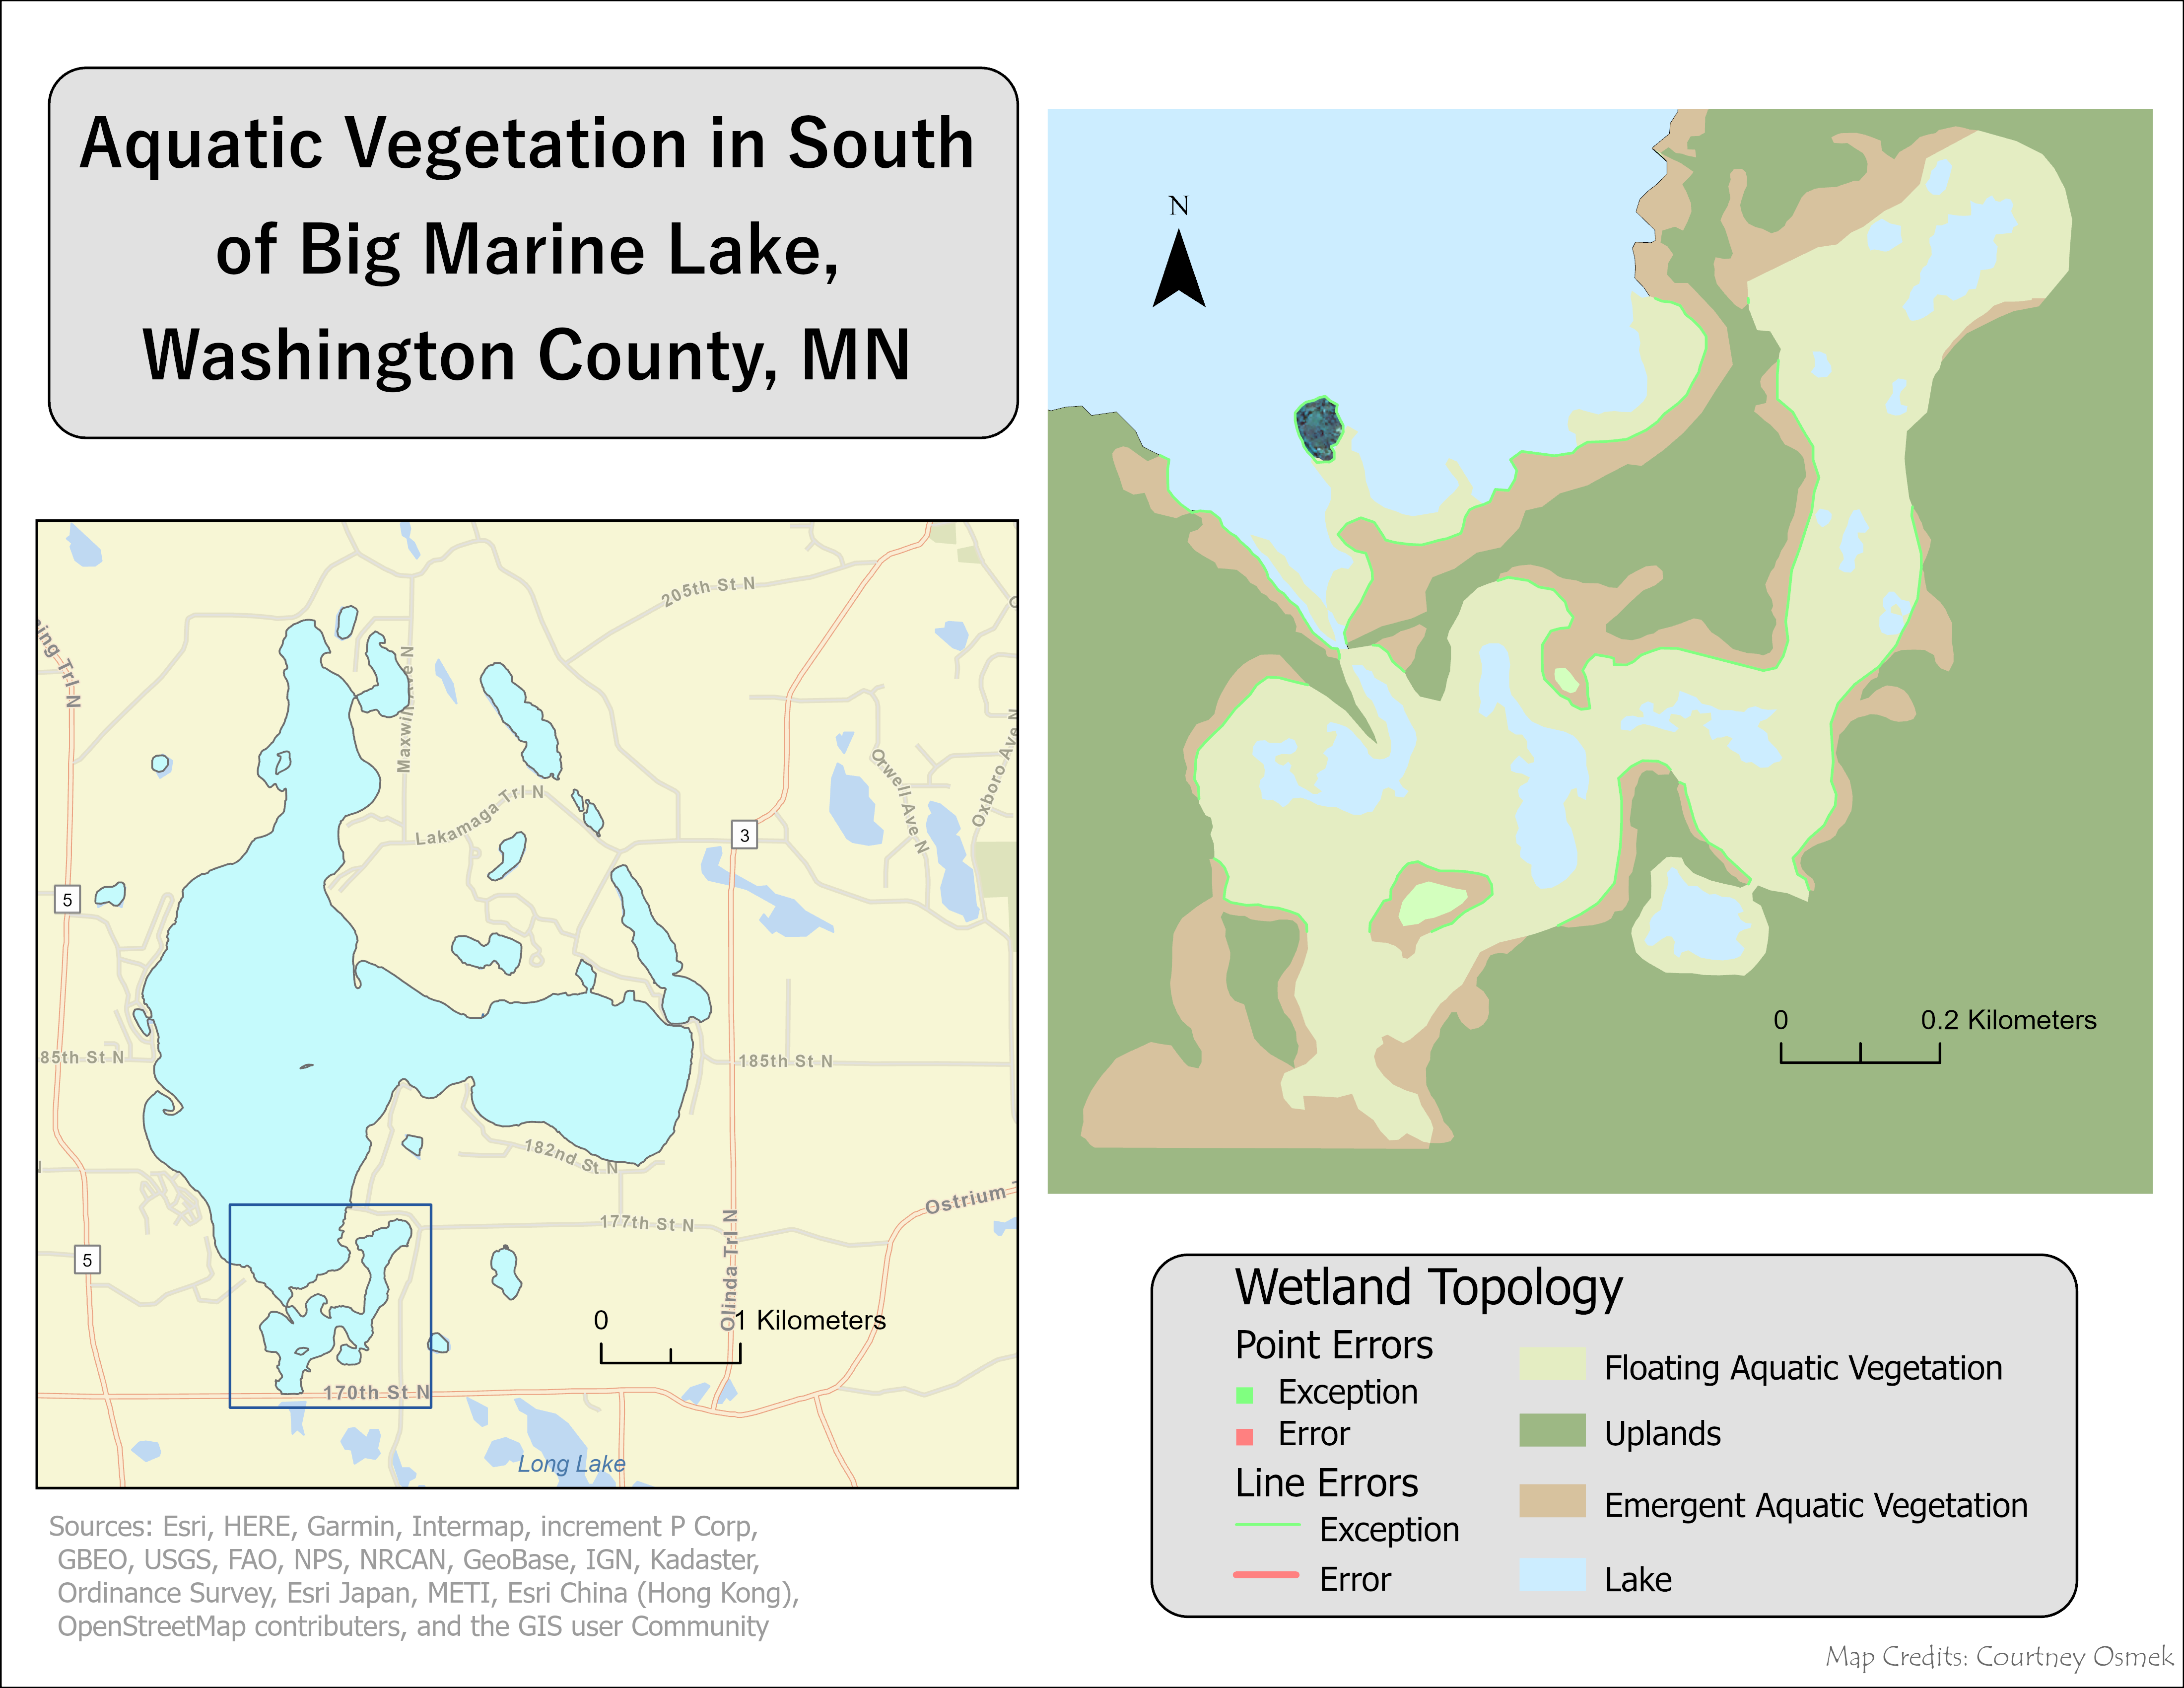 Aquatic Vegetation in South
of Big Marine Lake,
Washington County, MN
N
0
0.2 Kilometers
205th St N
ing Trl N
Maxwill Ave N
Lakamaga Trl N
Orwell Ave N
Oxboro Ave N
3
5
85th St N
185th St N
182nd St N
177th St N
Ostrium
5
Olinda Trl N
0
1 Kilometers
170th St N
Long Lake
Wetland Topology
Point Errors
Exception
Error
Line Errors
Exception
Error
Floating Aquatic Vegetation
Uplands
Emergent Aquatic Vegetation
Lake
Sources: Esri, HERE, Garmin, Intermap, increment P Corp,
GBEO, USGS, FAO, NPS, NRCAN, GeoBase, IGN, Kadaster,
Ordinance Survey, Esri Japan, METI, Esri China (Hong Kong),
OpenStreetMap contributers, and the GIS user Community
Map Credits: Courtney Osmek